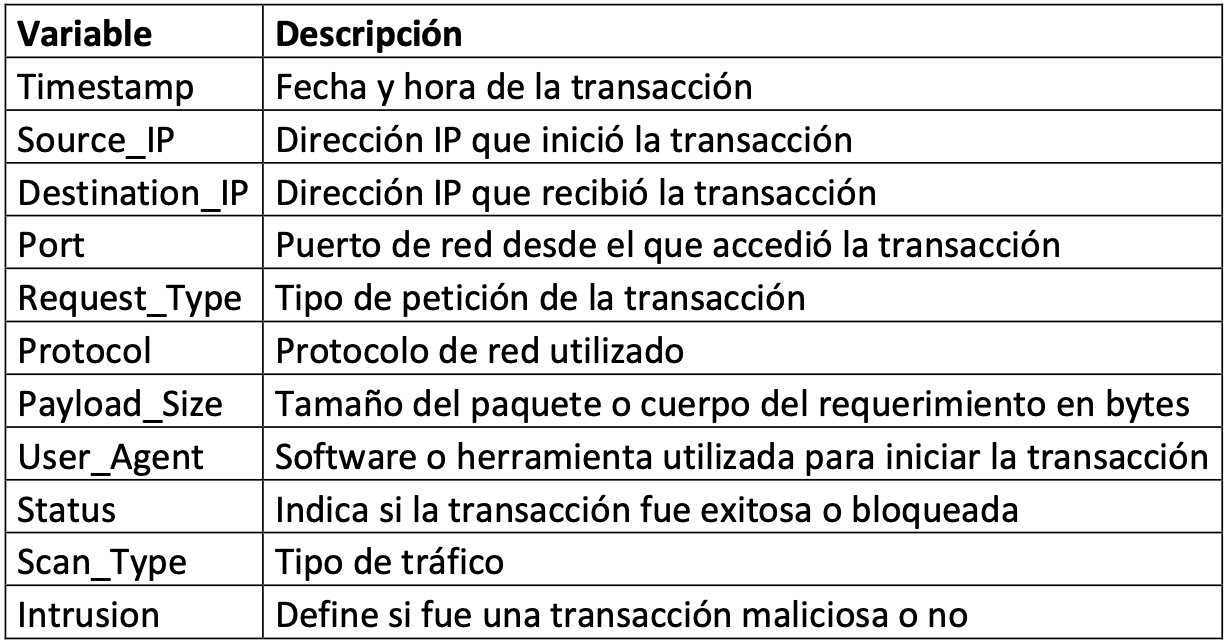 Variable Descripción
Timestamp Fecha y hora de la transacción
Source_IP Dirección IP que inició la transacción
Destination_IP Dirección IP que recibió la transacción
Port Puerto de red desde el que accedió la transacción
Request_Type Tipo de petición de la transacción
Protocol Protocolo de red utilizado
Payload_Size Tamaño del paquete o cuerpo del requerimiento en bytes
User_Agent Software o herramienta utilizada para iniciar la transacción
Status Indica si la transacción fue exitosa o bloqueada
Scan_Type Tipo de tráfico
Intrusion Define si fue una transacción maliciosa o no